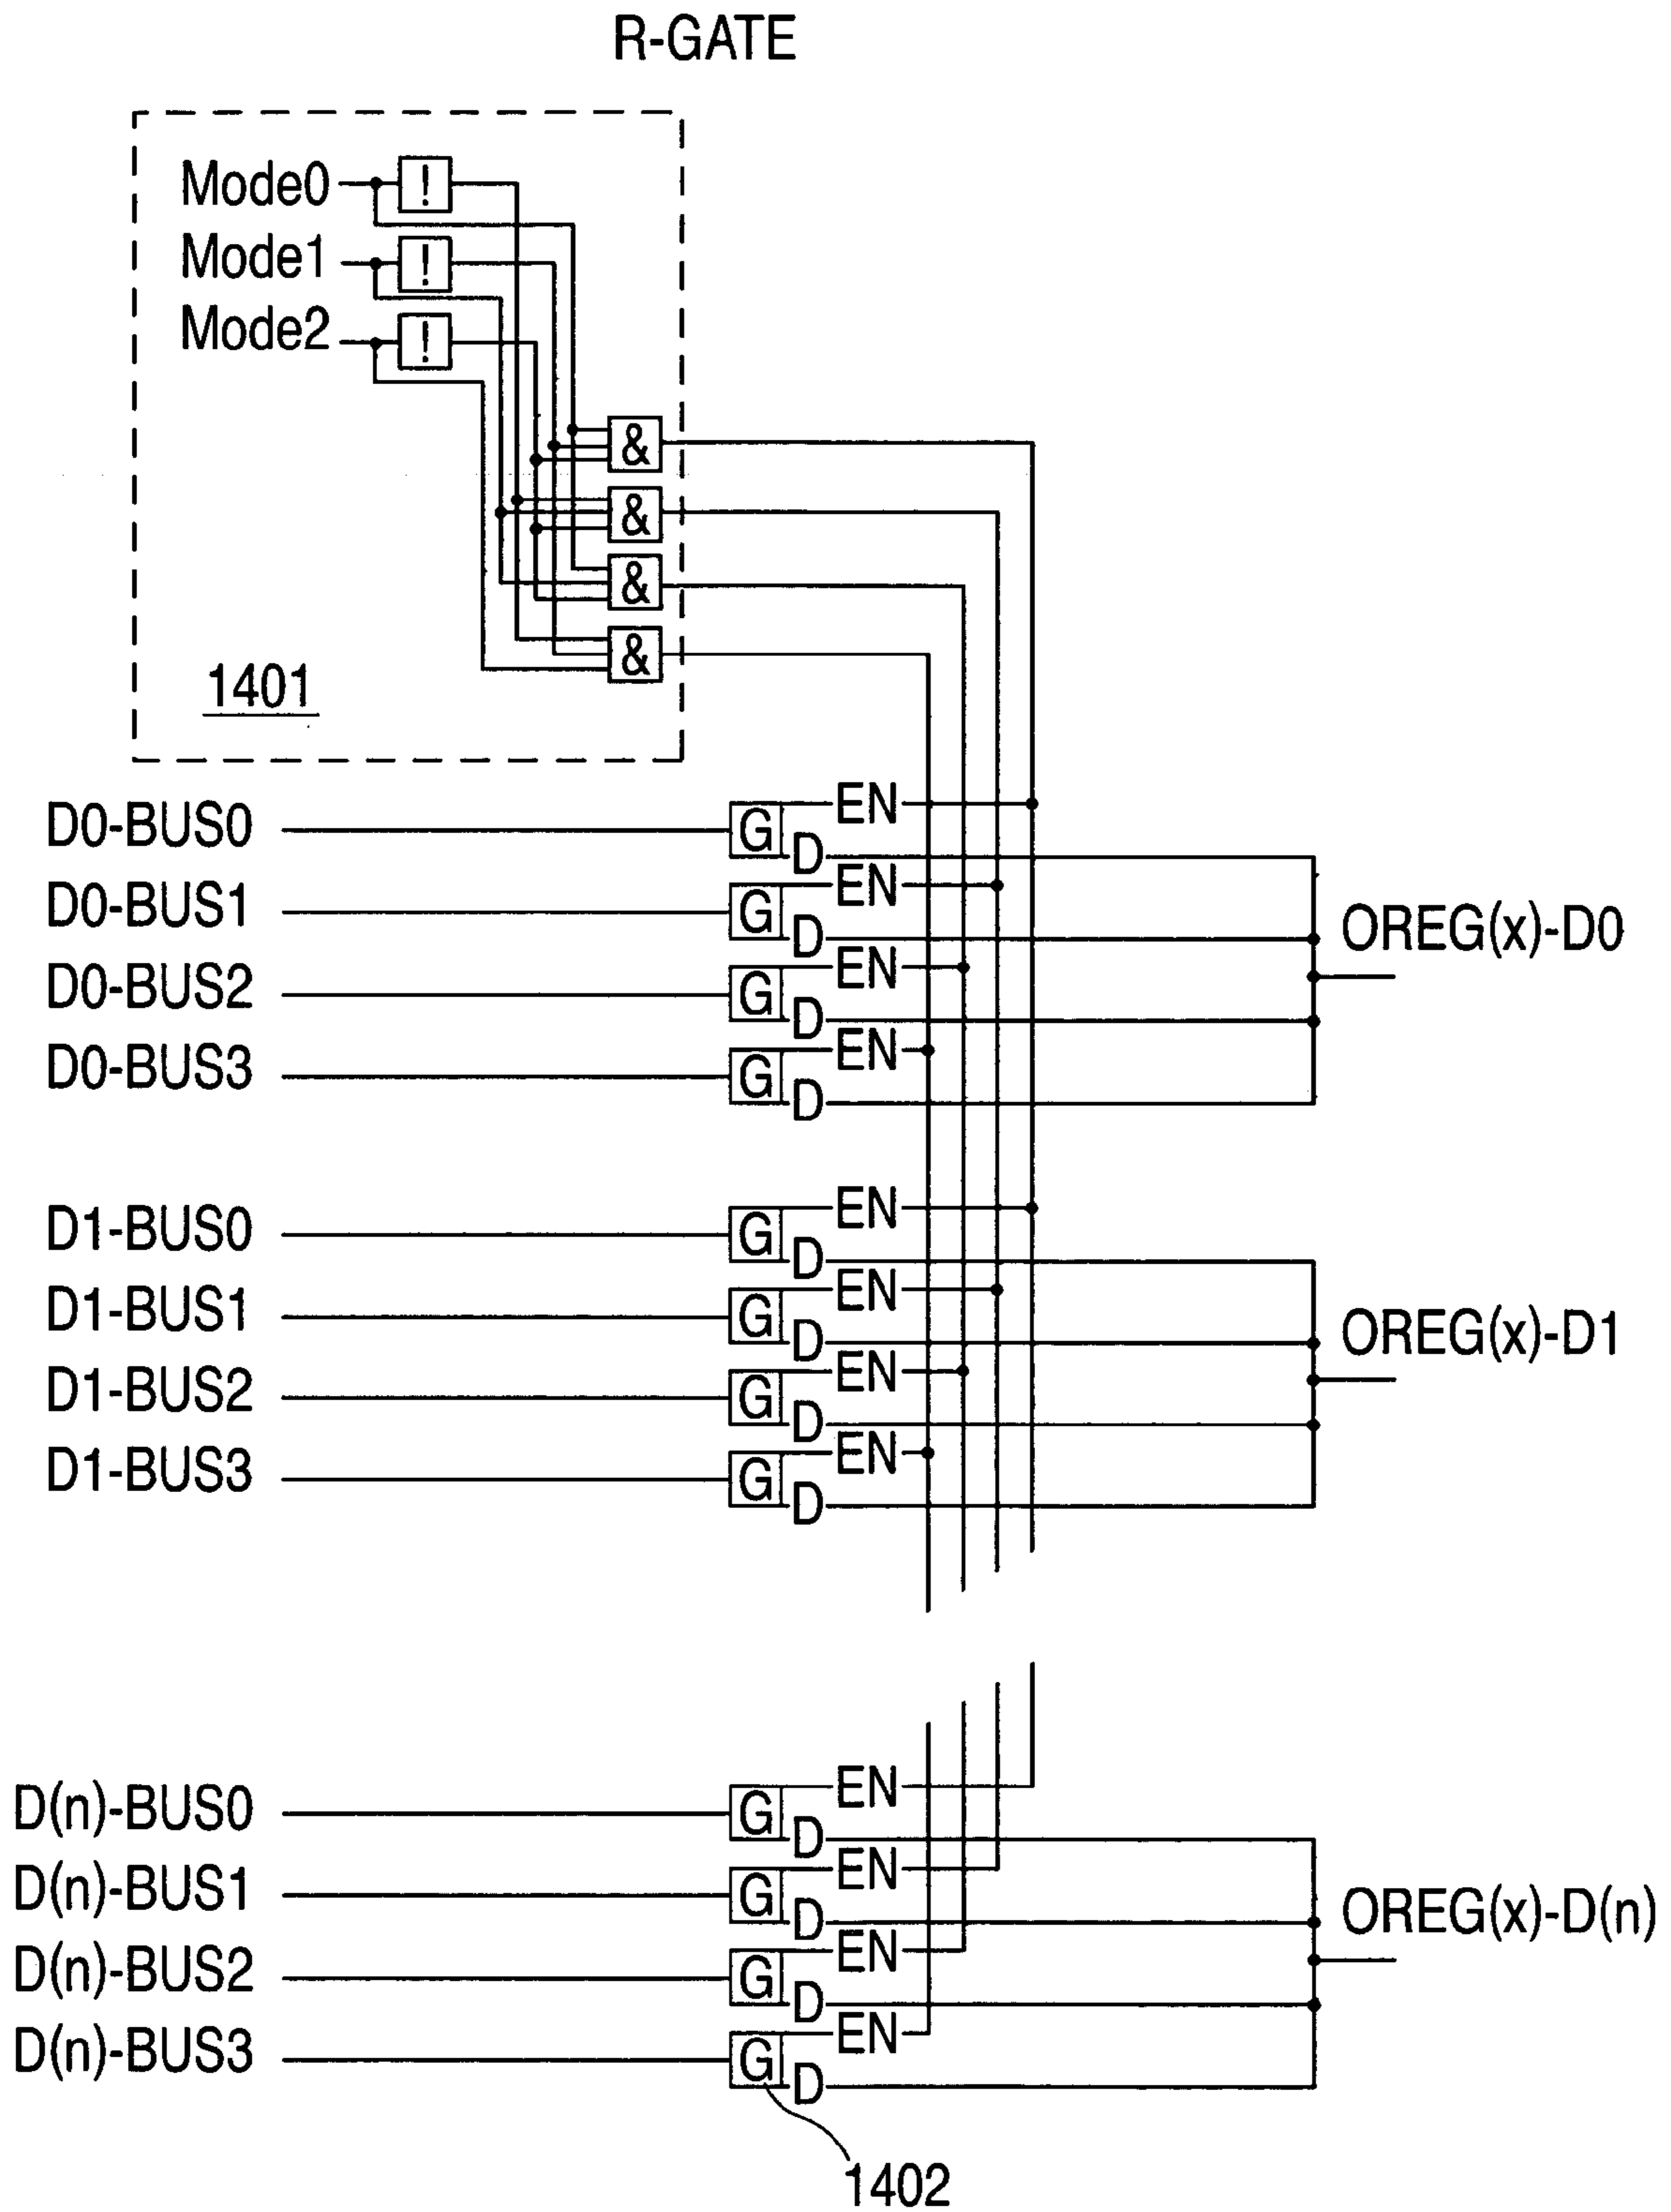 R-GATE
Mode0 !
Mode1 !
Mode2 !
&
&
&
&
1401
D0-BUS0 G EN D
D0-BUS1 G EN D
D0-BUS2 G EN D
D0-BUS3 G EN D
OREG(x)-D0
D1-BUS0 G EN D
D1-BUS1 G EN D
D1-BUS2 G EN D
D1-BUS3 G EN D
OREG(x)-D1
D(n)-BUS0 G EN D
D(n)-BUS1 G EN D
D(n)-BUS2 G EN D
D(n)-BUS3 G EN D
OREG(x)-D(n)
1402